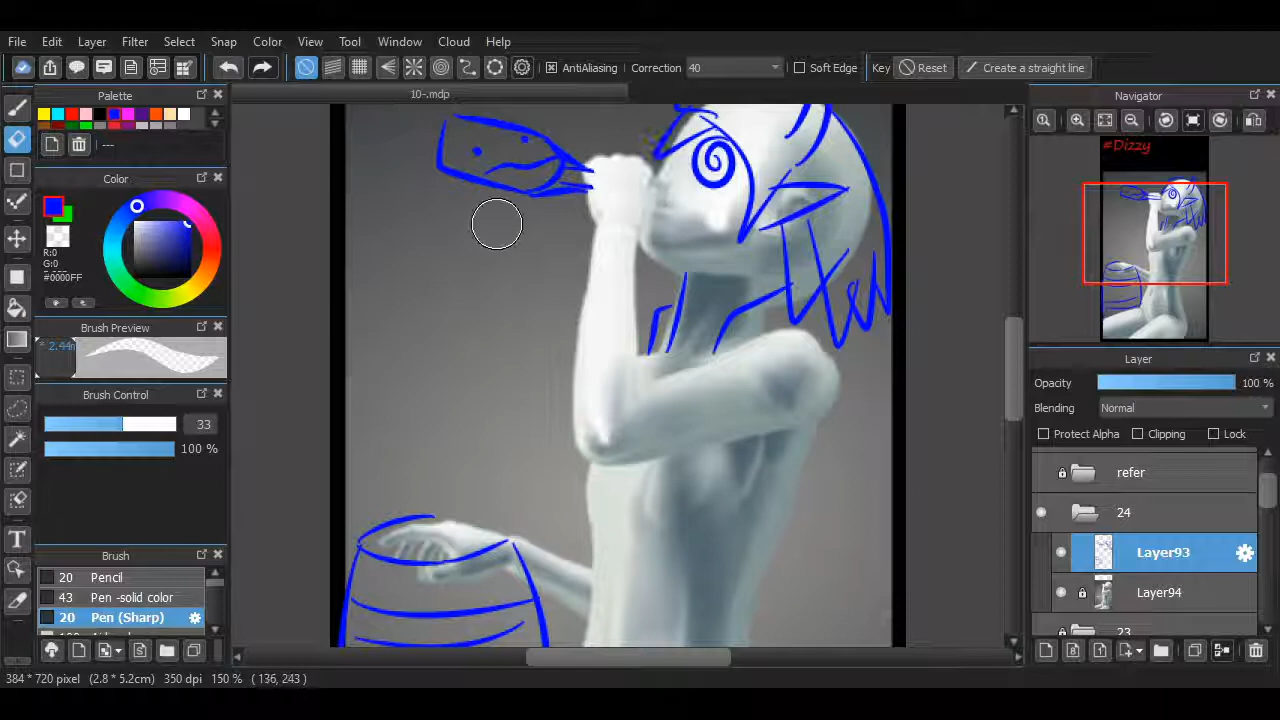 File Edit Layer Filter Select Snap Color View Tool Window Cloud Help
AntiAliasing Correction 40 Soft Edge Key Reset Create a straight line
Palette
10-.mdp
Navigator
---
#Dizzy
Color
R:0
G:0
#0000FF
Brush Preview
* 2.44m
Layer
Opacity 100 %
Brush Control
Blending Normal
33
Protect Alpha Clipping Lock
100 %
refer
24
Layer93
Brush
20 Pencil
43 Pen -solid color
Layer94
20 Pen (Sharp)
23
384 * 720 pixel (2.8 * 5.2cm) 350 dpi 150 % ( 136, 243 )